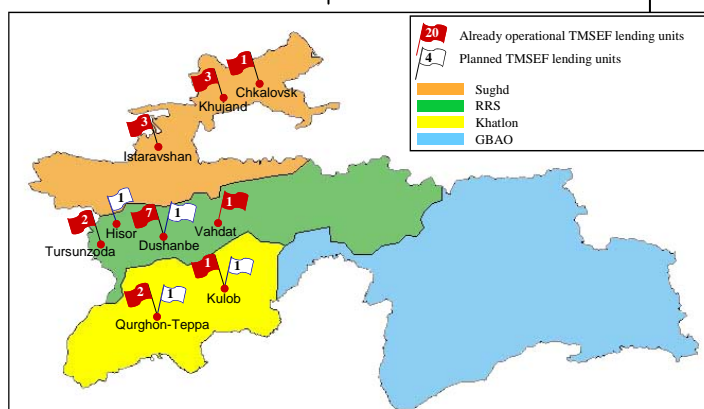 20 Already operational TMSEF lending units
4 Planned TMSEF lending units
Sughd
RRS
Khatlon
GBAO
1
Chkalovsk
3
Khujand
3
Istaravshan
1
Hisor
2
Tursunzoda
7 1
Dushanbe
1
Vahdat
1 1
Kulob
2 1
Qurghon-Teppa